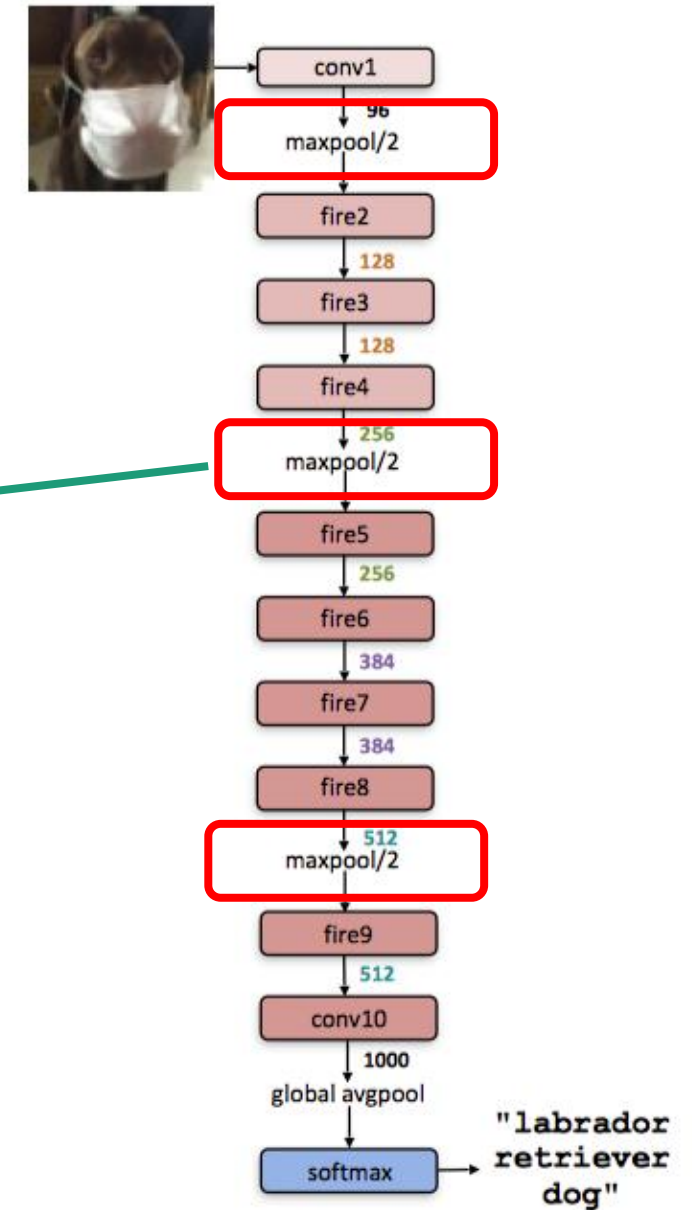 conv1
96
maxpool/2
fire2
128
fire3
128
fire4
256
maxpool/2
fire5
256
fire6
384
fire7
384
fire8
512
maxpool/2
fire9
512
conv10
1000
global avgpool
softmax
"labrador
retriever
dog"